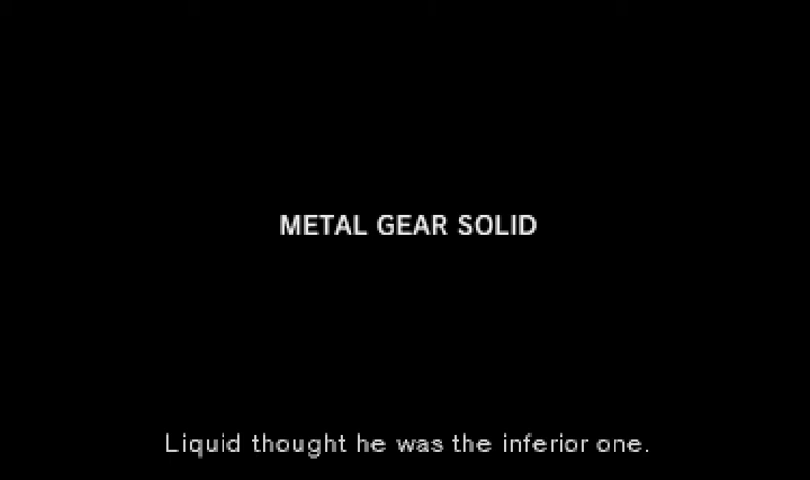 METAL GEAR SOLID
Liquid thought he was the inferior one.